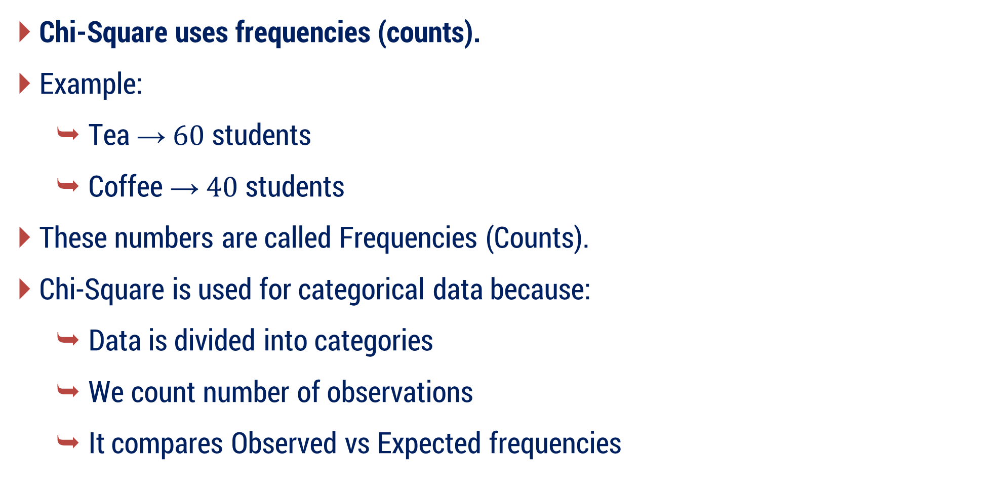 Chi-Square uses frequencies (counts).
Example:
Tea → 60 students
Coffee → 40 students
These numbers are called Frequencies (Counts).
Chi-Square is used for categorical data because:
Data is divided into categories
We count number of observations
It compares Observed vs Expected frequencies